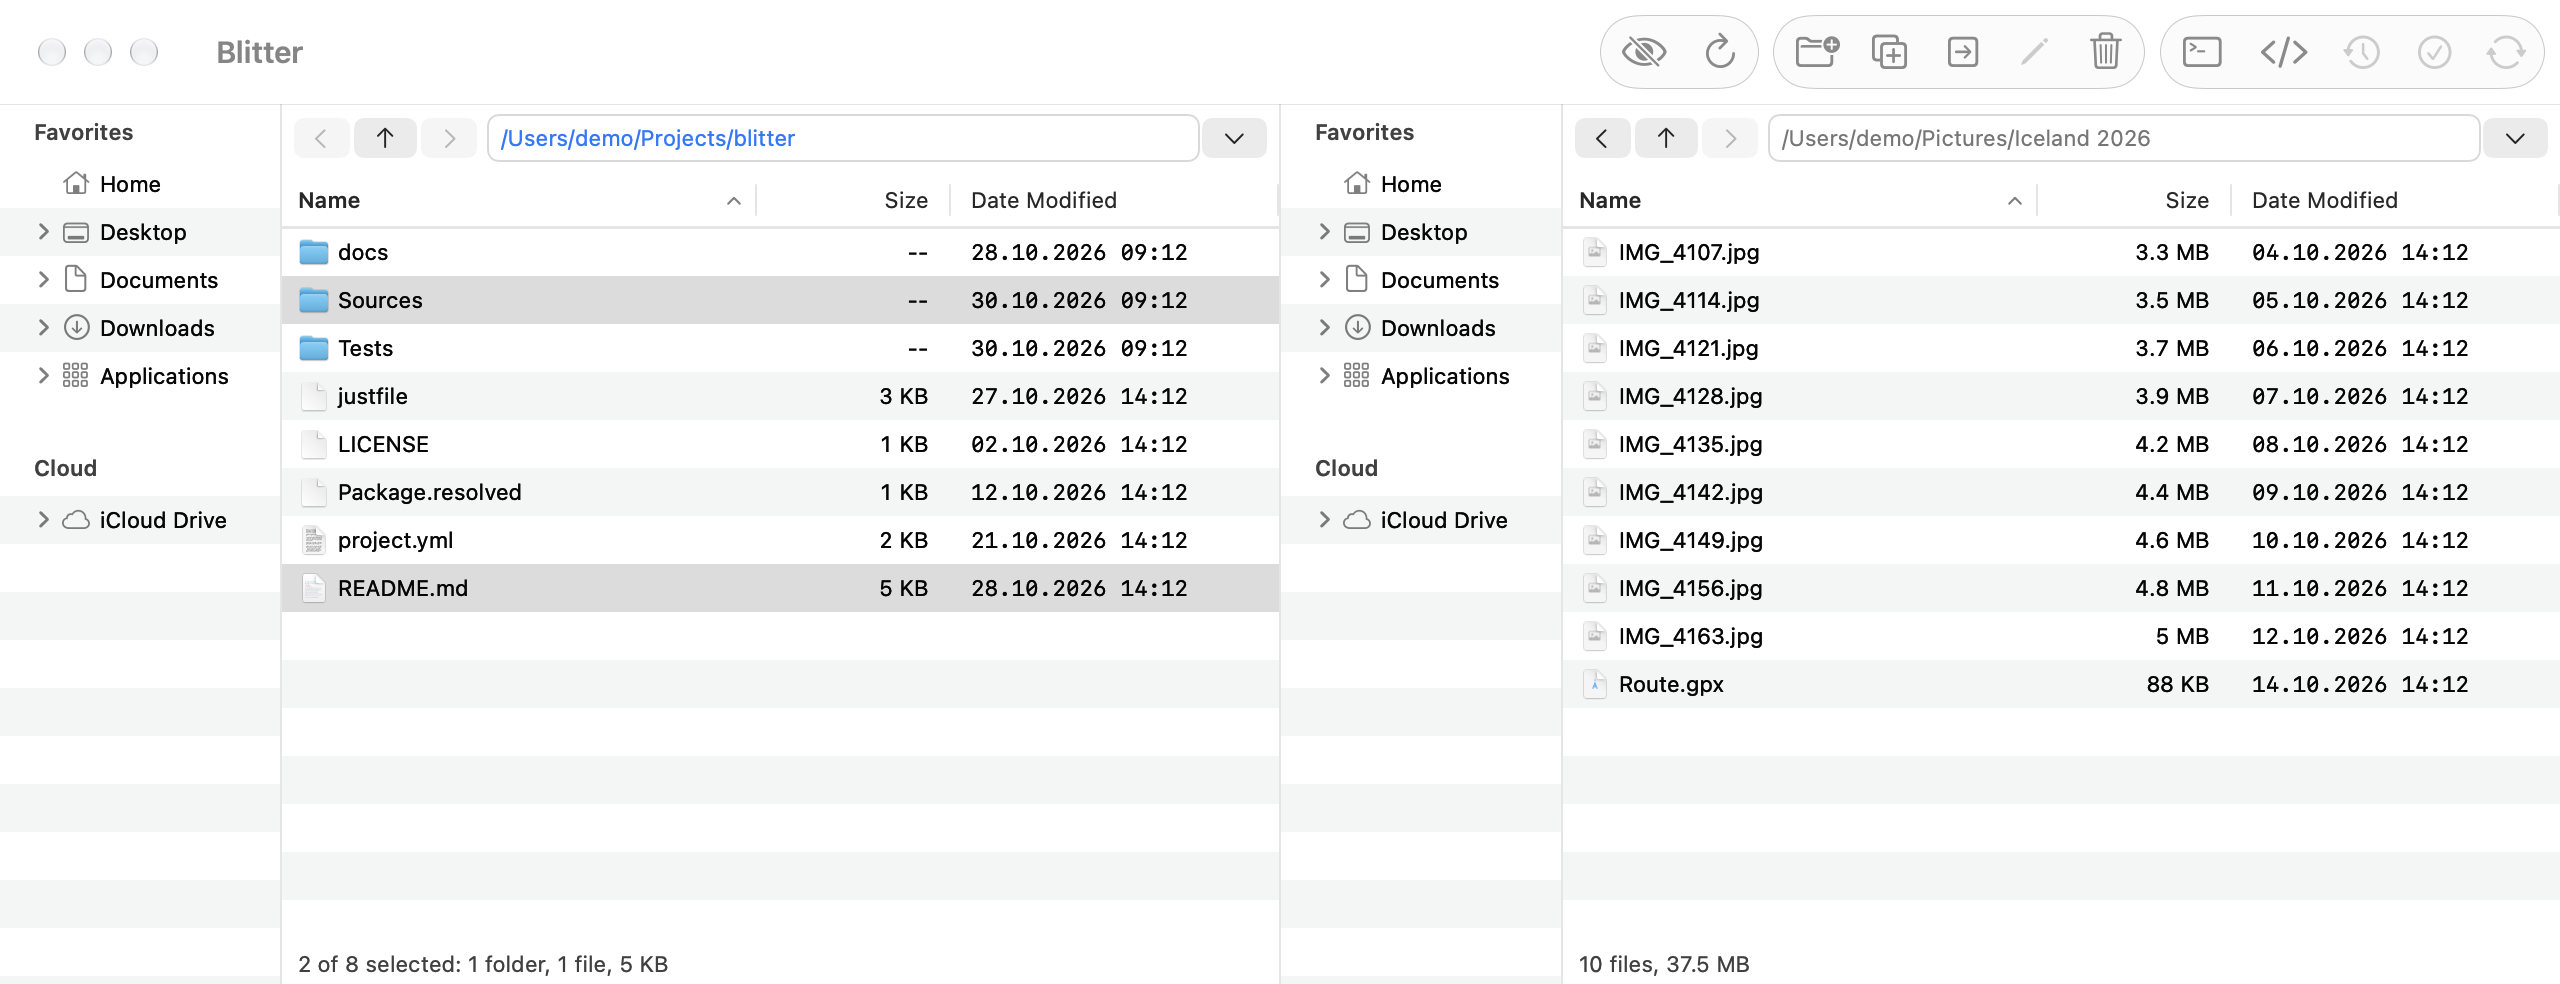 Blitter
Favorites
Home
Desktop
Documents
Downloads
Applications
Cloud
iCloud Drive
/Users/demo/Projects/blitter
Name Size Date Modified
docs -- 28.10.2026 09:12
Sources -- 30.10.2026 09:12
Tests -- 30.10.2026 09:12
justfile 3 KB 27.10.2026 14:12
LICENSE 1 KB 02.10.2026 14:12
Package.resolved 1 KB 12.10.2026 14:12
project.yml 2 KB 21.10.2026 14:12
README.md 5 KB 28.10.2026 14:12
2 of 8 selected: 1 folder, 1 file, 5 KB
Favorites
Home
Desktop
Documents
Downloads
Applications
Cloud
iCloud Drive
/Users/demo/Pictures/Iceland 2026
Name Size Date Modified
IMG_4107.jpg 3.3 MB 04.10.2026 14:12
IMG_4114.jpg 3.5 MB 05.10.2026 14:12
IMG_4121.jpg 3.7 MB 06.10.2026 14:12
IMG_4128.jpg 3.9 MB 07.10.2026 14:12
IMG_4135.jpg 4.2 MB 08.10.2026 14:12
IMG_4142.jpg 4.4 MB 09.10.2026 14:12
IMG_4149.jpg 4.6 MB 10.10.2026 14:12
IMG_4156.jpg 4.8 MB 11.10.2026 14:12
IMG_4163.jpg 5 MB 12.10.2026 14:12
Route.gpx 88 KB 14.10.2026 14:12
10 files, 37.5 MB